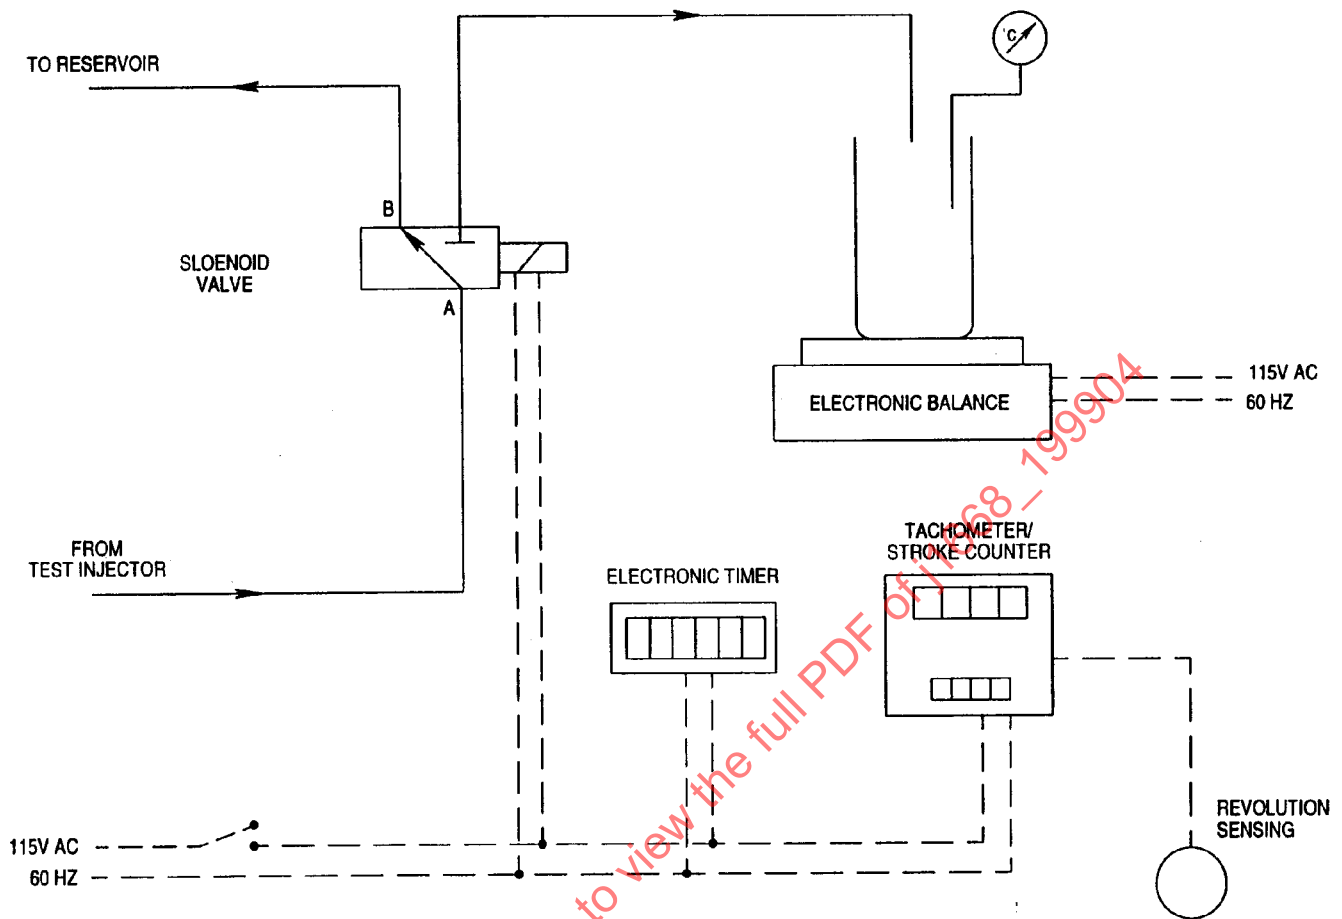 TO RESERVOIR
°C
B
SLOENOID
VALVE
A
115V AC
ELECTRONIC BALANCE
60 HZ
FROM
TEST INJECTOR
TACHOMETER/
STROKE COUNTER
ELECTRONIC TIMER
REVOLUTION
SENSING
115V AC
60 HZ
to view the full PDF of j1668_199904